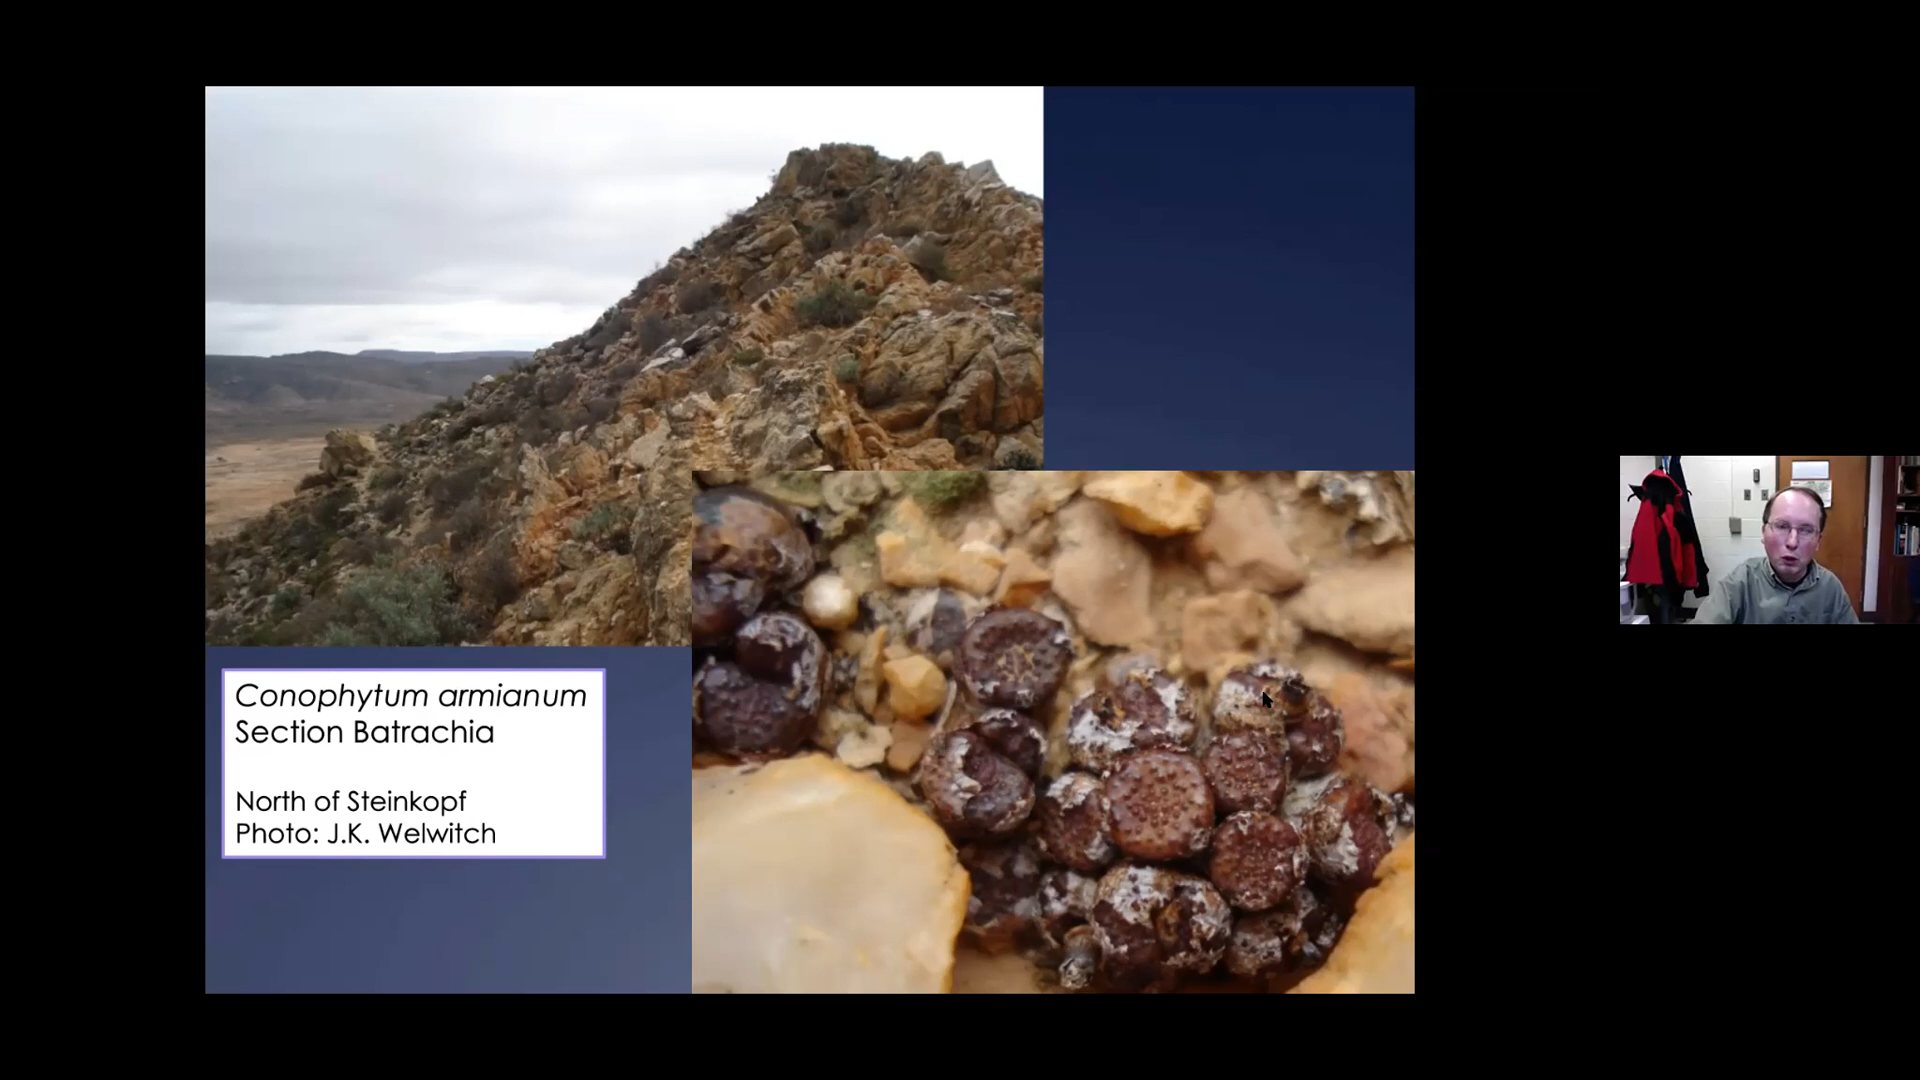 Conophytum armianum
Section Batrachia
North of Steinkopf
Photo: J.K. Welwitch